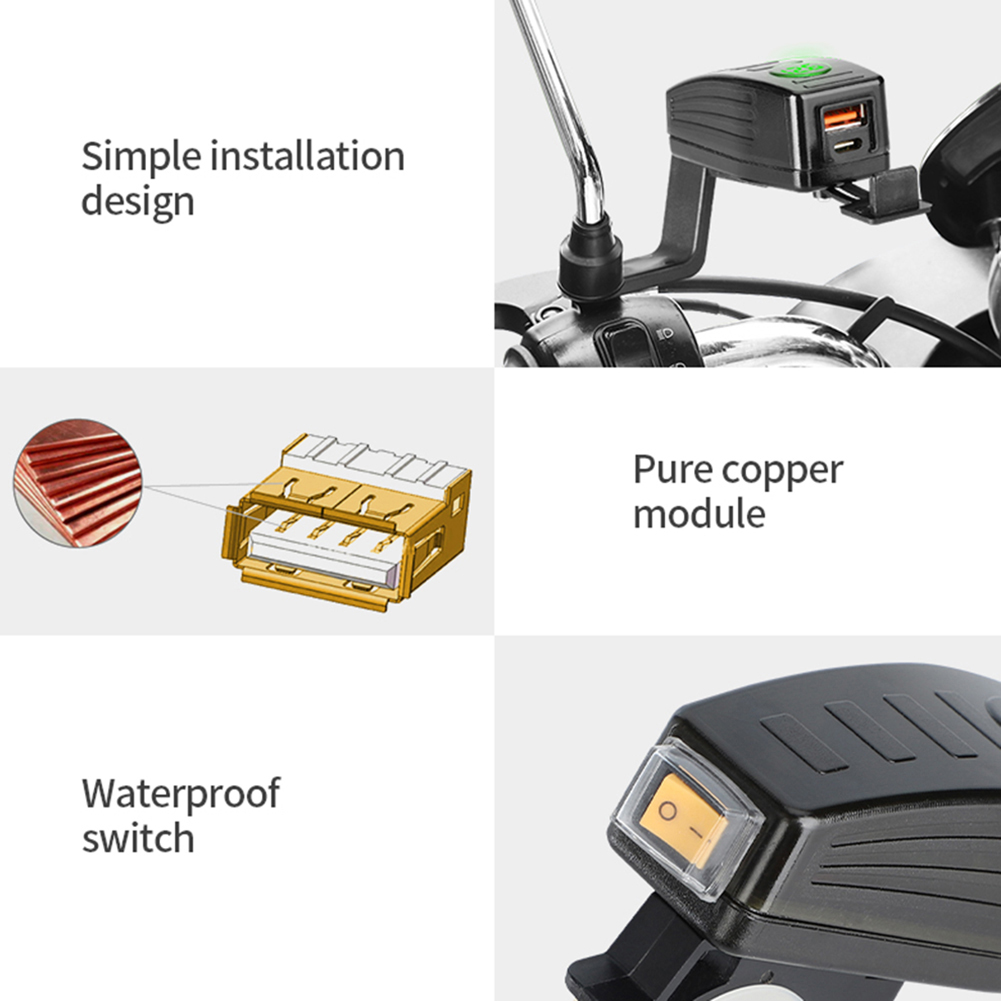 Simple installation
design
Pure copper
module
Waterproof
switch